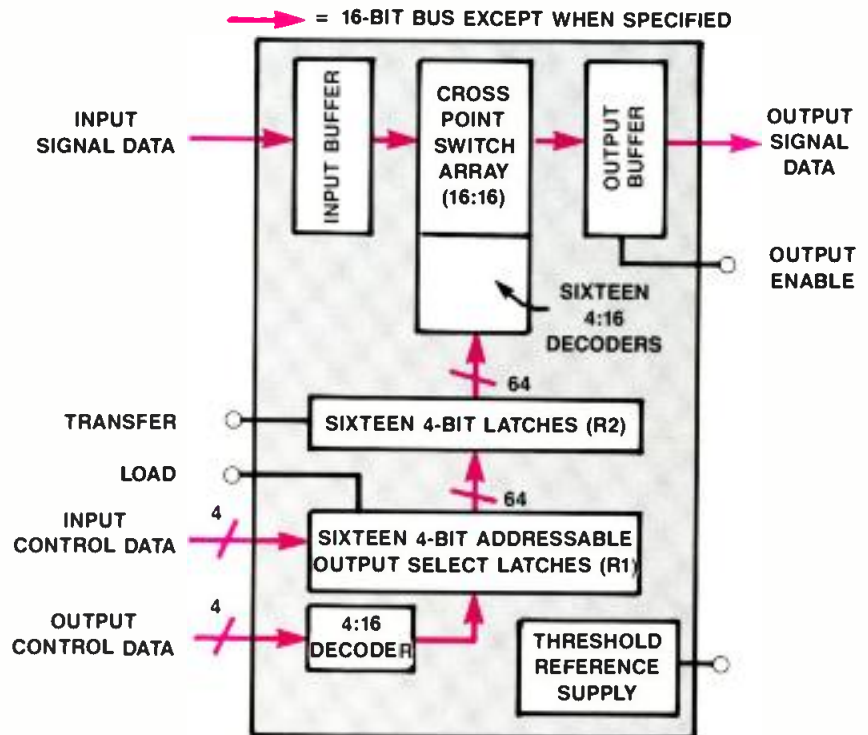 = 16-BIT BUS EXCEPT WHEN SPECIFIED
INPUT
SIGNAL DATA
INPUT BUFFER
CROSS
POINT
SWITCH
ARRAY
(16:16)
OUTPUT
BUFFER
OUTPUT
SIGNAL
DATA
OUTPUT
ENABLE
SIXTEEN
4:16
DECODERS
64
TRANSFER
SIXTEEN 4-BIT LATCHES (R2)
LOAD
64
4
INPUT
CONTROL DATA
SIXTEEN 4-BIT ADDRESSABLE
OUTPUT SELECT LATCHES (R1)
4
OUTPUT
CONTROL DATA
4:16
DECODER
THRESHOLD
REFERENCE
SUPPLY